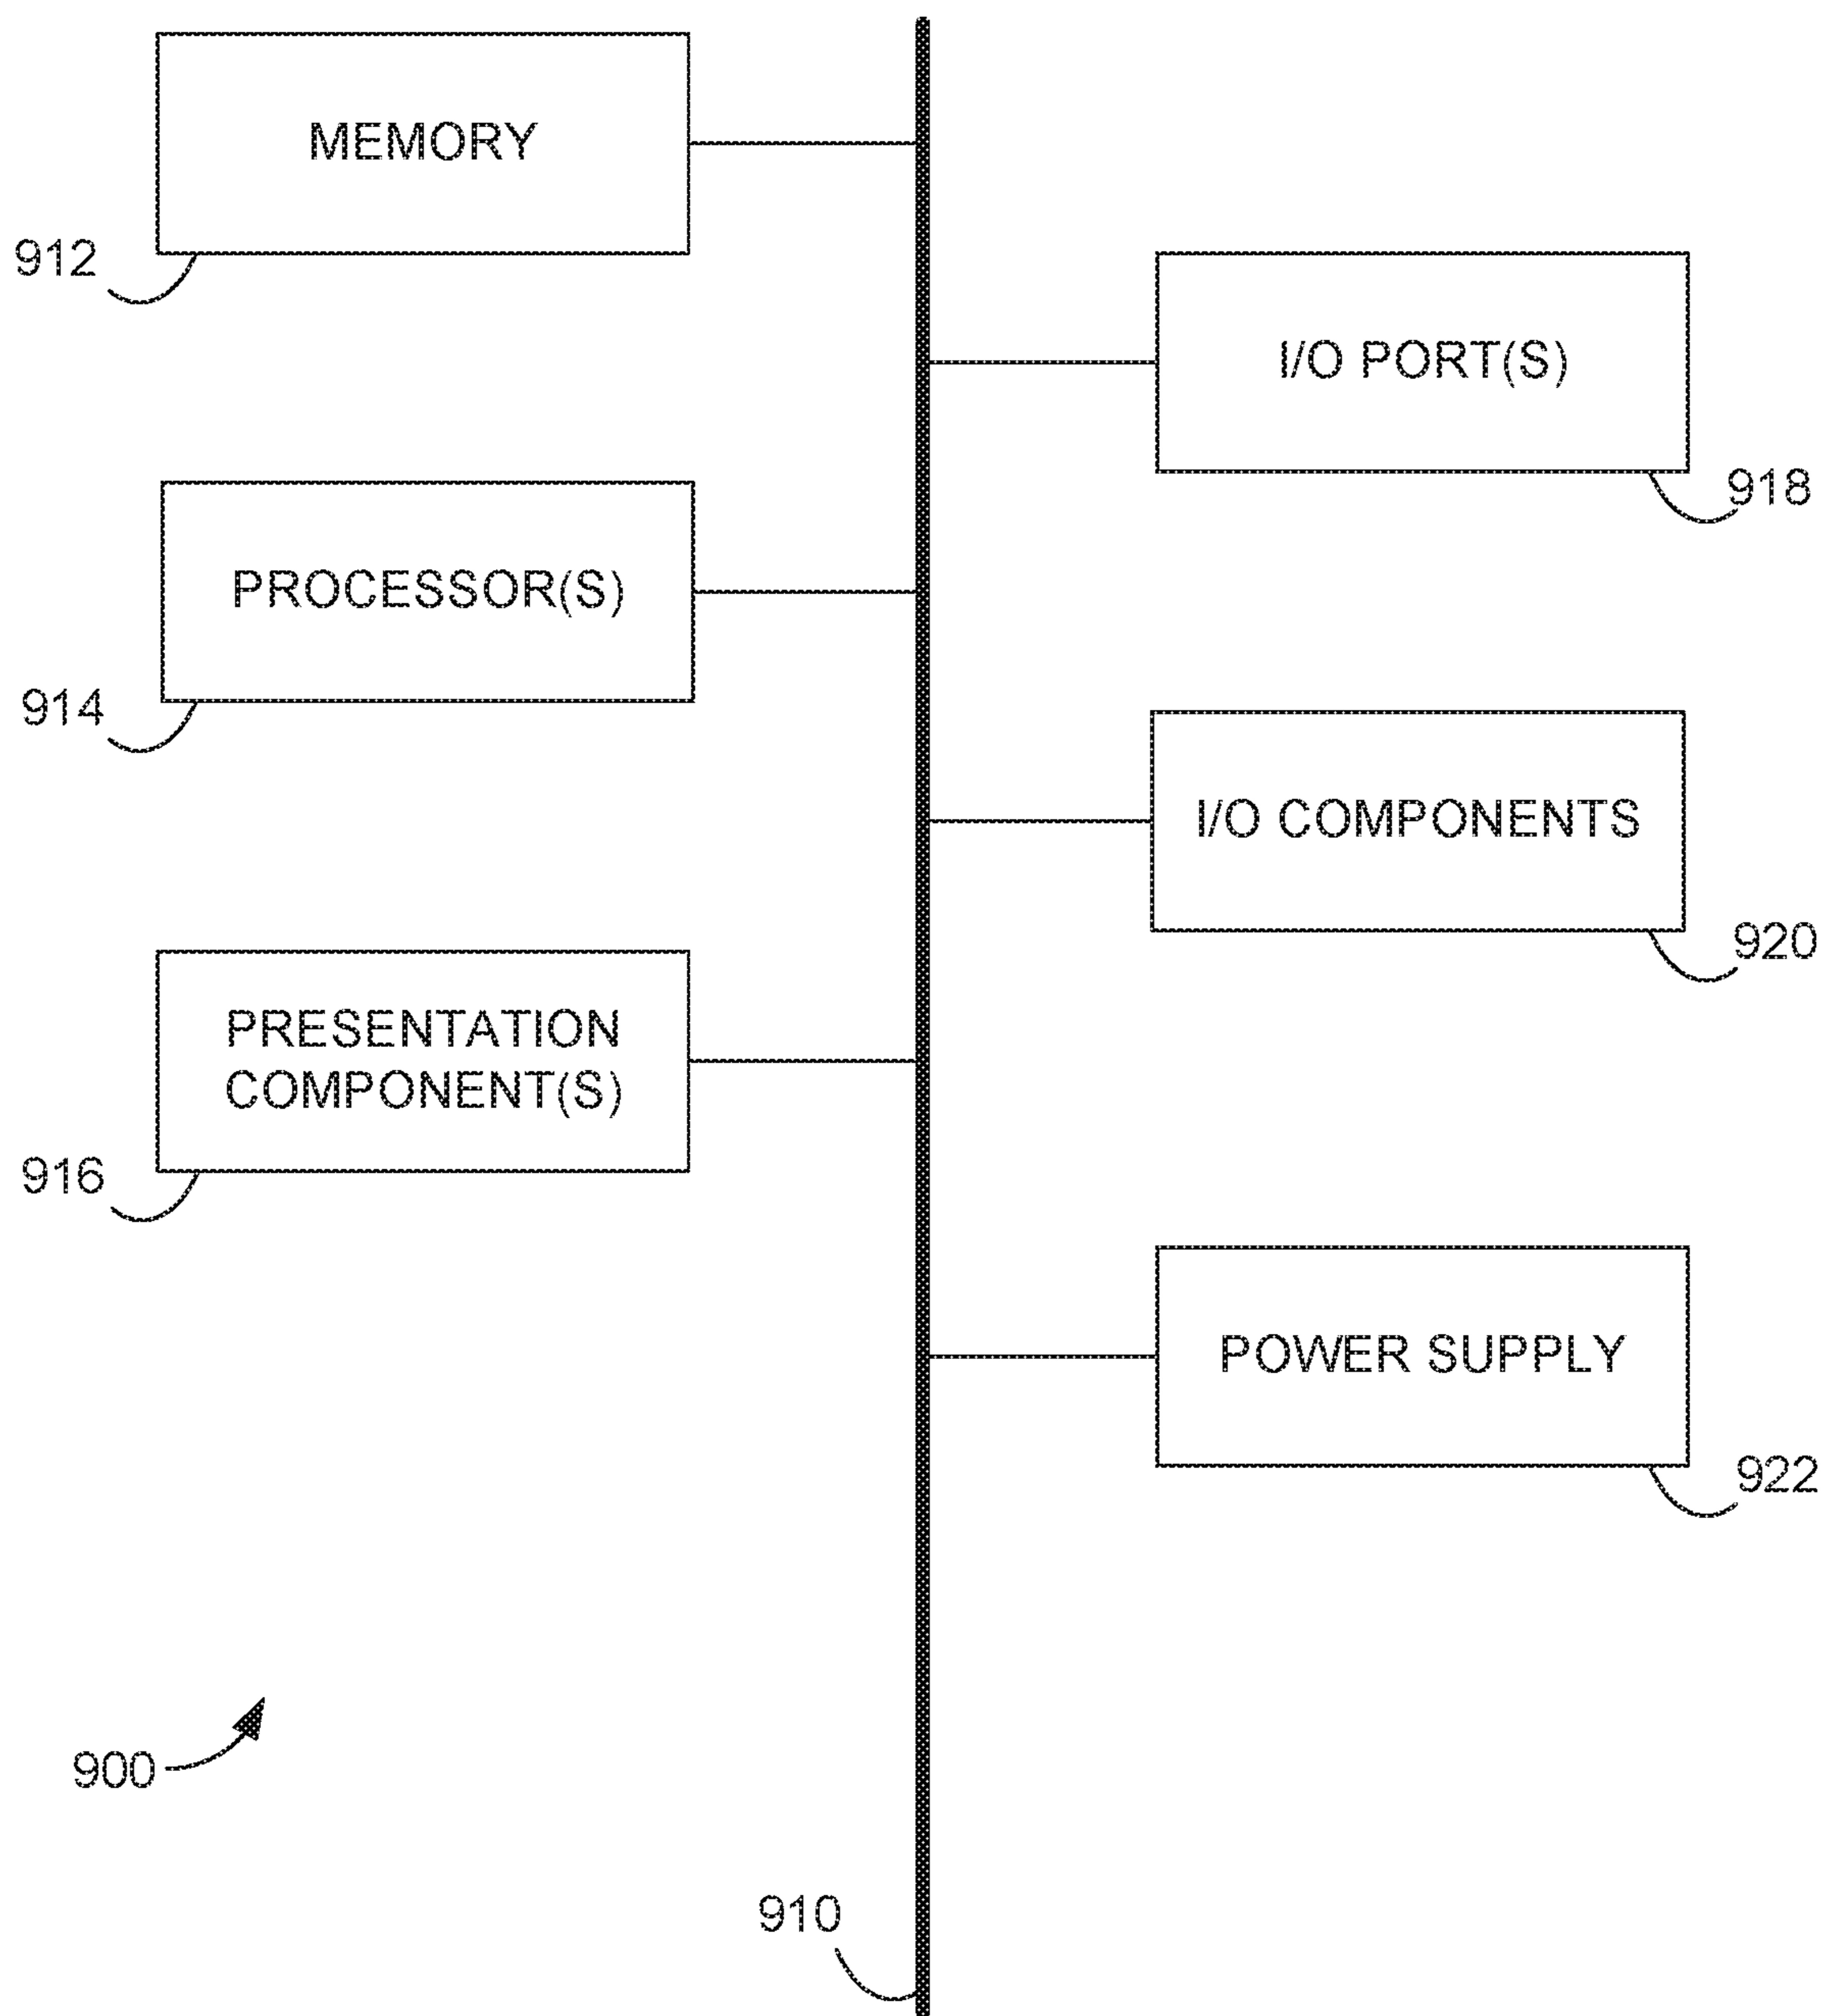 MEMORY
912
I/O PORT(S)
918
PROCESSOR(S)
914
I/O COMPONENTS
920
PRESENTATION
COMPONENT(S)
916
POWER SUPPLY
922
900
910